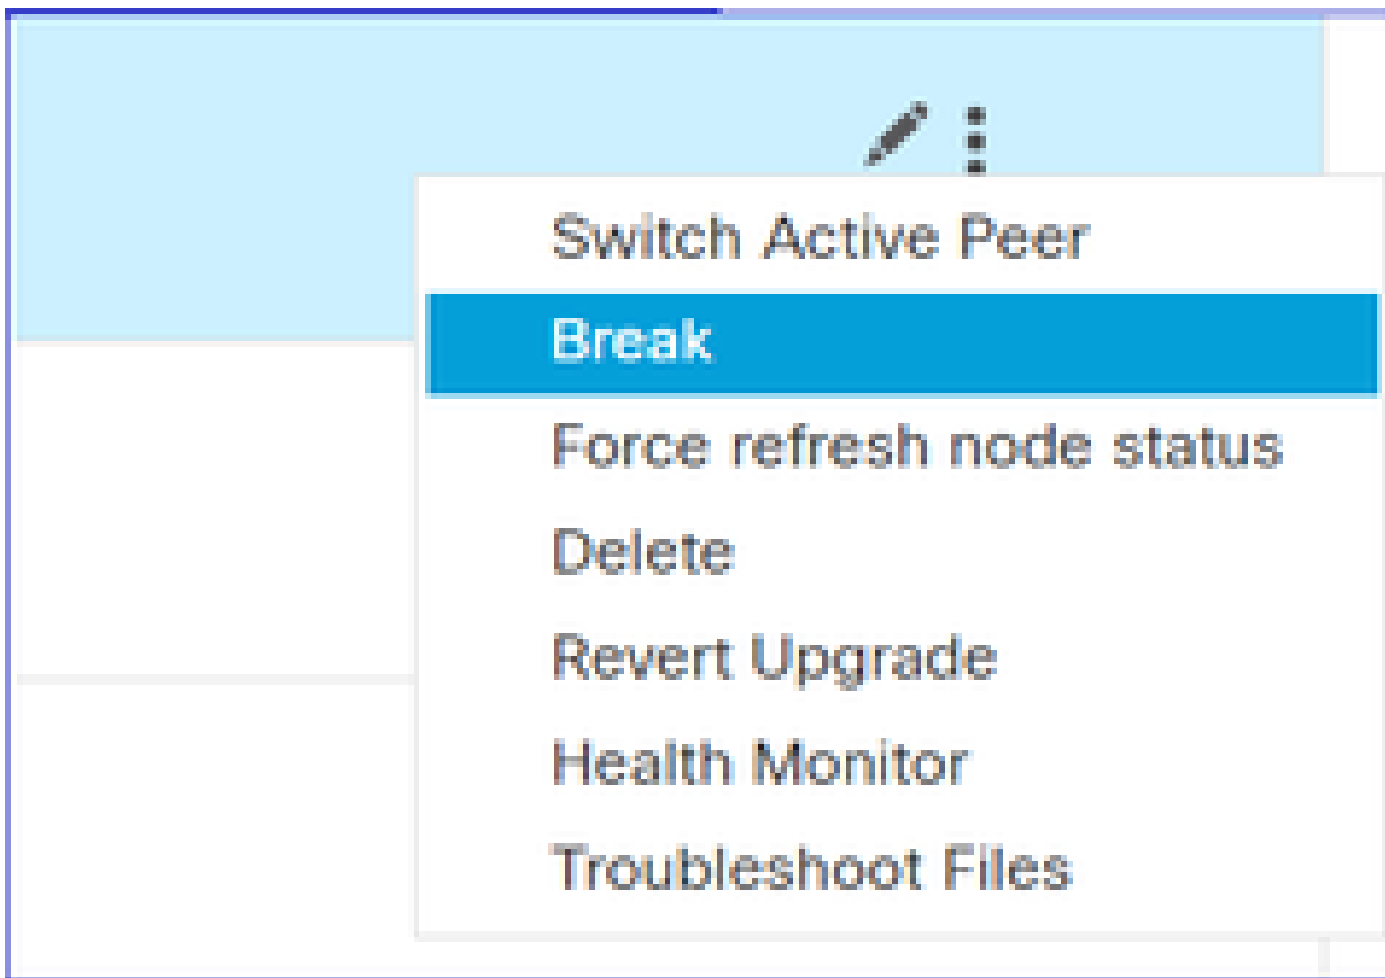 Switch Active Peer
Break
Force refresh node status
Delete
Revert Upgrade
Health Monitor
Troubleshoot Files